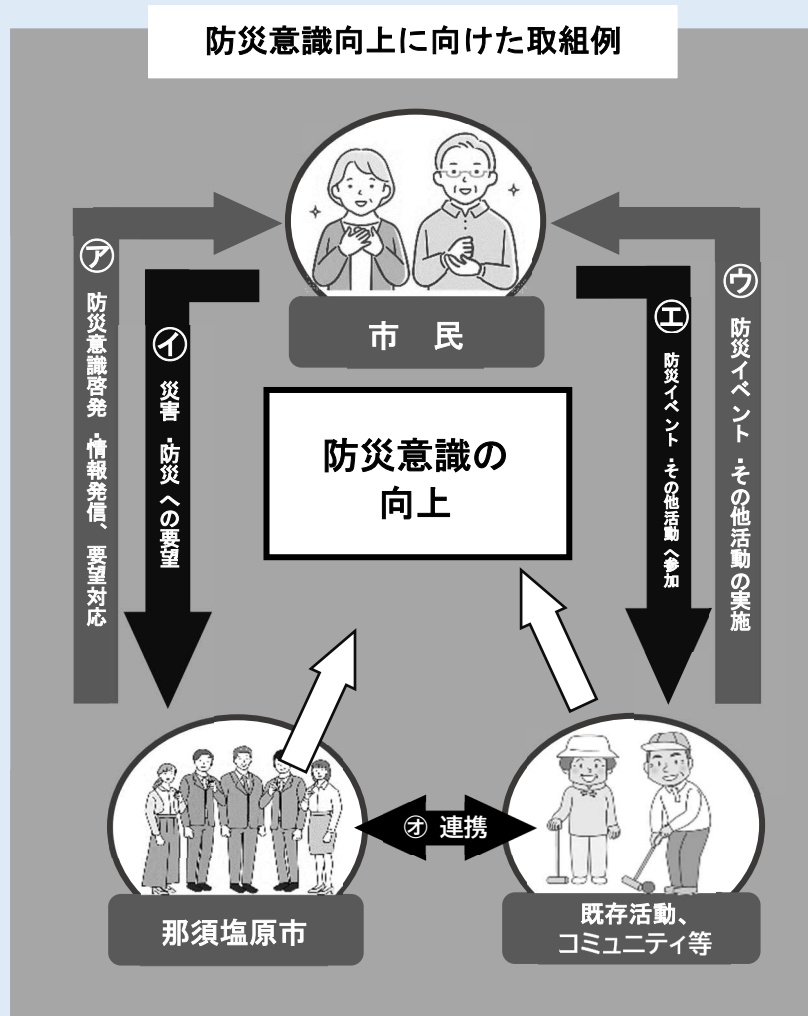 防災意識向上に向けた取組例
市 民
㋐ 防災意識啓発・情報発信、要望対応
㋑ 災害・防災への要望
㋓ 防災イベント・その他活動へ参加
㋒ 防災イベント・その他活動の実施
防災意識の
向上
㋔ 連携
那須塩原市
既存活動、
コミュニティ等